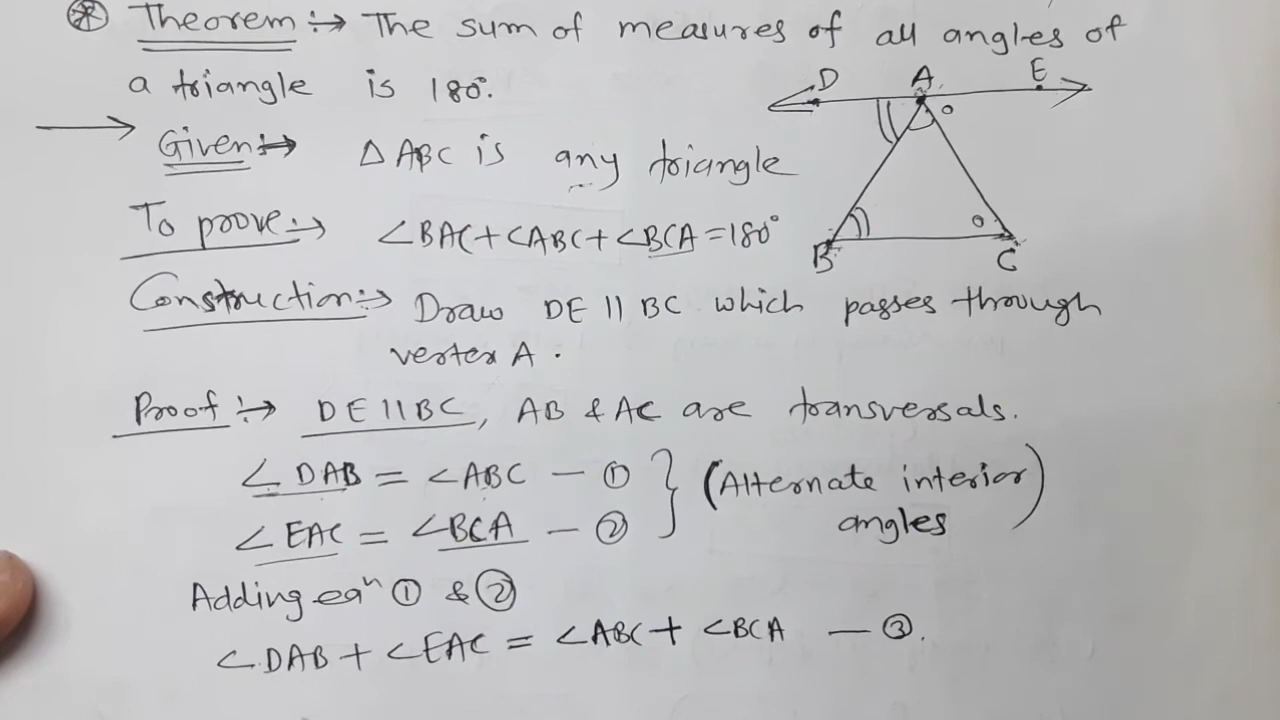 * Theorem :→ The sum of measures of all angles of
a triangle is 180°.
D A E
Given :→ △ ABC is any triangle
To prove :→ ∠BAC + ∠ABC + ∠BCA = 180°
B C
Construction :→ Draw DE || BC which passes through
vertex A .
Proof :→ DE || BC, AB & AC are transversals.
∠DAB = ∠ABC — ① } (Alternate interior
∠EAC = ∠BCA — ② angles)
Adding eqⁿ ① & ②
∠DAB + ∠EAC = ∠ABC + ∠BCA — ③.